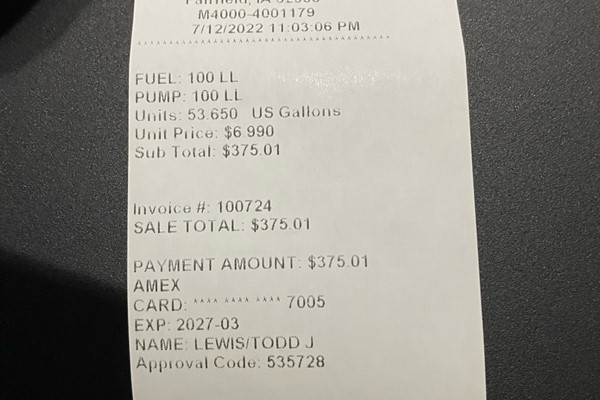 Fairfield, IA
M4000-4001179
7/12/2022 11:03:06 PM
FUEL: 100 LL
PUMP: 100 LL
Units: 53.650 US Gallons
Unit Price: $6.990
Sub Total: $375.01
Invoice #: 100724
SALE TOTAL: $375.01
PAYMENT AMOUNT: $375.01
AMEX
CARD: **** **** **** 7005
EXP: 2027-03
NAME: LEWIS/TODD J
Approval Code: 535728